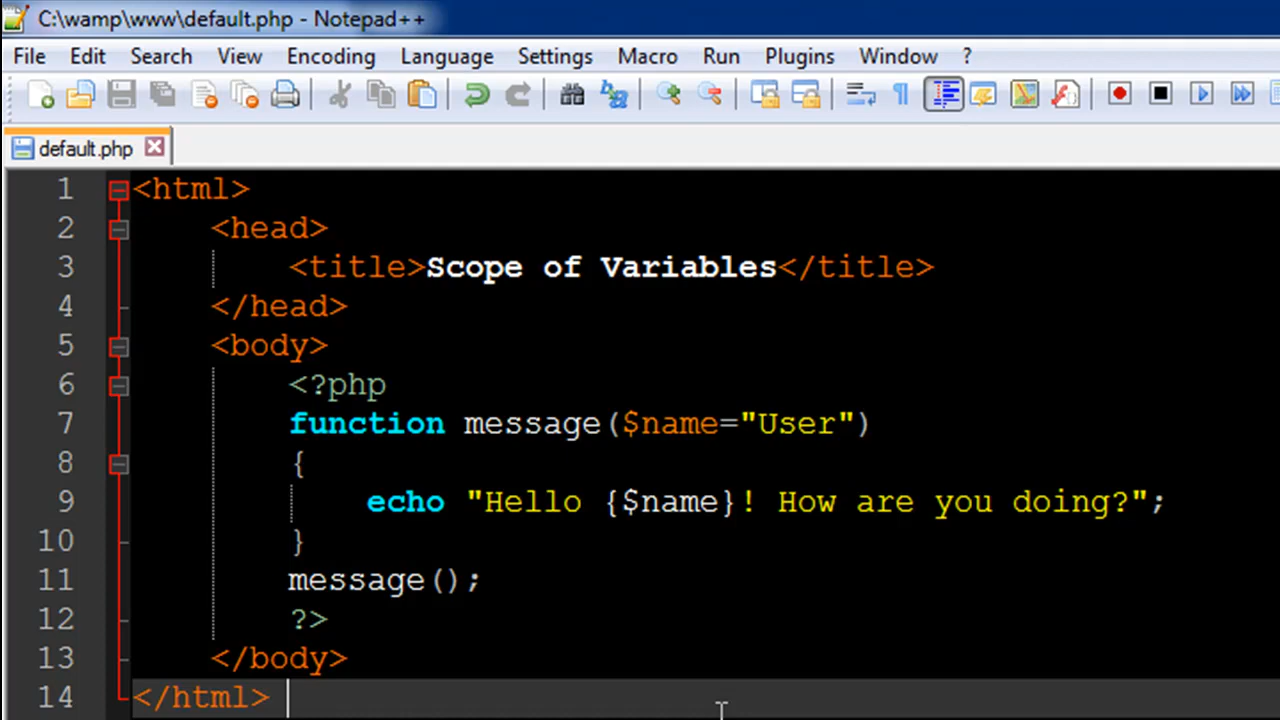 C:\wamp\www\default.php - Notepad++
File Edit Search View Encoding Language Settings Macro Run Plugins Window ?
default.php
1 <html>
2 <head>
3 <title>Scope of Variables</title>
4 </head>
5 <body>
6 <?php
7 function message($name="User")
8 {
9 echo "Hello {$name}! How are you doing?";
10 }
11 message();
12 ?>
13 </body>
14 </html>